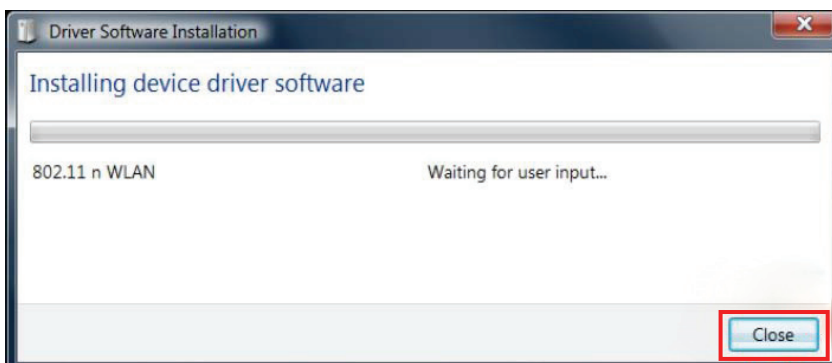 Driver Software Installation
Installing device driver software
802.11 n WLAN Waiting for user input...
Close